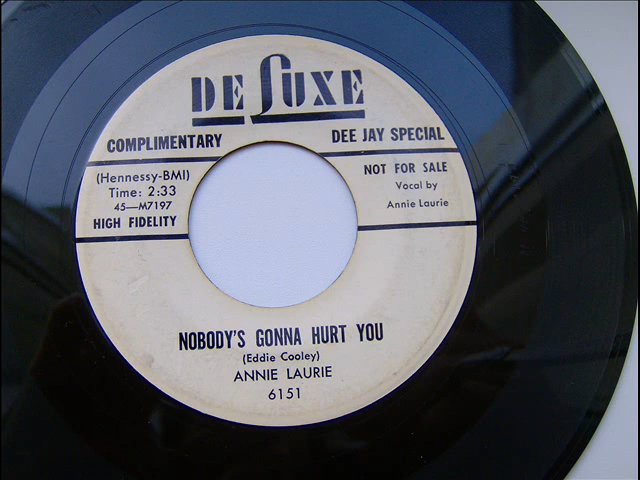 DE LUXE
COMPLIMENTARY
DEE JAY SPECIAL
(Hennessy-BMI)
Time: 2:33
45—M7197
HIGH FIDELITY
NOT FOR SALE
Vocal by
Annie Laurie
NOBODY'S GONNA HURT YOU
(Eddie Cooley)
ANNIE LAURIE
6151